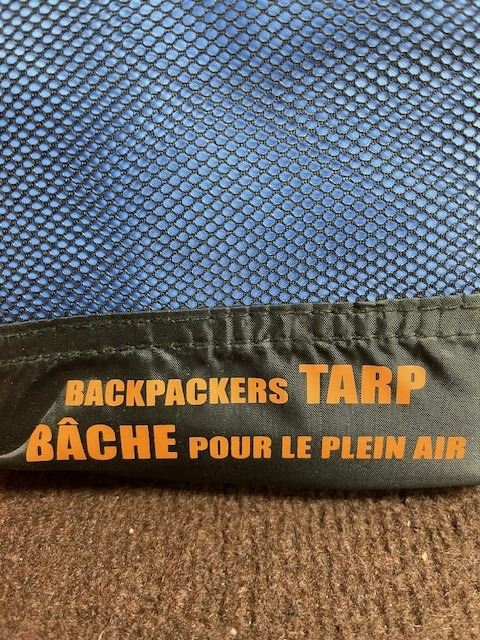 BACKPACKERS TARP
BÂCHE POUR LE PLEIN AIR